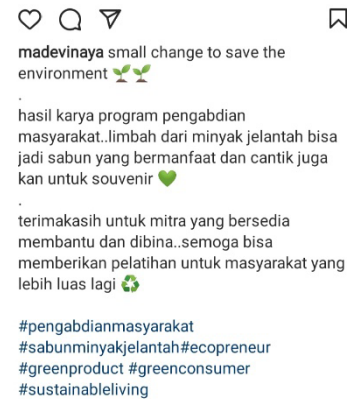 madevinaya small change to save the
environment 🌱🌱
.
hasil karya program pengabdian
masyarakat..limbah dari minyak jelantah bisa
jadi sabun yang bermanfaat dan cantik juga
kan untuk souvenir 💚
.
terimakasih untuk mitra yang bersedia
membantu dan dibina..semoga bisa
memberikan pelatihan untuk masyarakat yang
lebih luas lagi ♻️
#pengabdianmasyarakat
#sabunminyakjelantah#ecopreneur
#greenproduct #greenconsumer
#sustainableliving